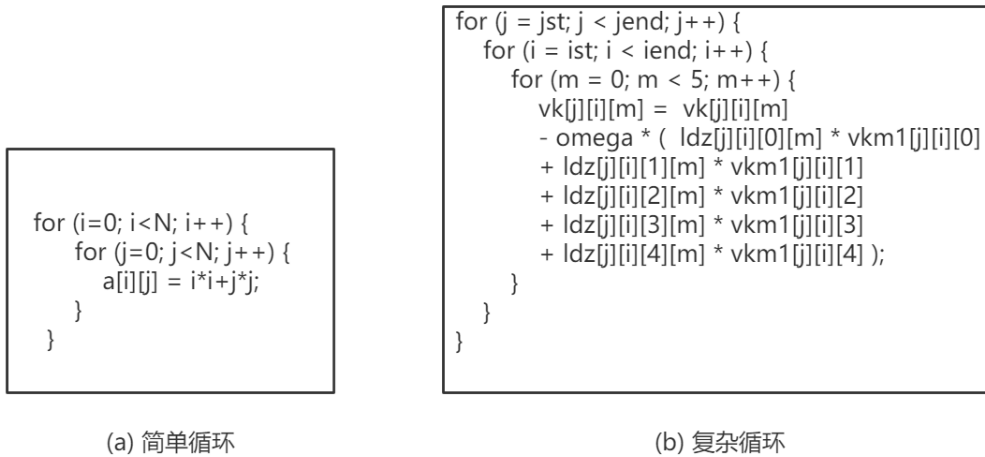 for (i=0; i<N; i++) {
for (j=0; j<N; j++) {
a[i][j] = i*i+j*j;
}
}
(a) 简单循环
for (j = jst; j < jend; j++) {
for (i = ist; i < iend; i++) {
for (m = 0; m < 5; m++) {
vk[j][i][m] = vk[j][i][m]
- omega * ( ldz[j][i][0][m] * vkm1[j][i][0]
+ ldz[j][i][1][m] * vkm1[j][i][1]
+ ldz[j][i][2][m] * vkm1[j][i][2]
+ ldz[j][i][3][m] * vkm1[j][i][3]
+ ldz[j][i][4][m] * vkm1[j][i][4] );
}
}
}
(b) 复杂循环